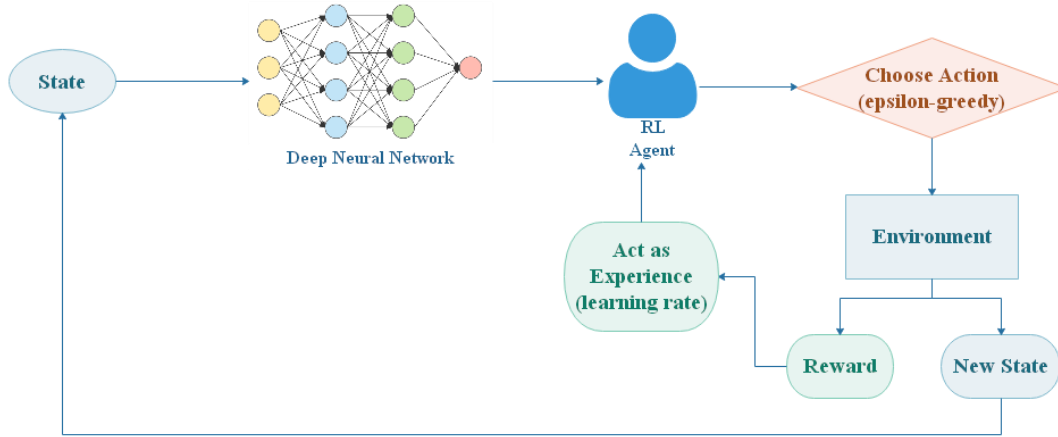 State
Deep Neural Network
RL
Agent
Choose Action
(epsilon-greedy)
Environment
Act as
Experience
(learning rate)
Reward
New State